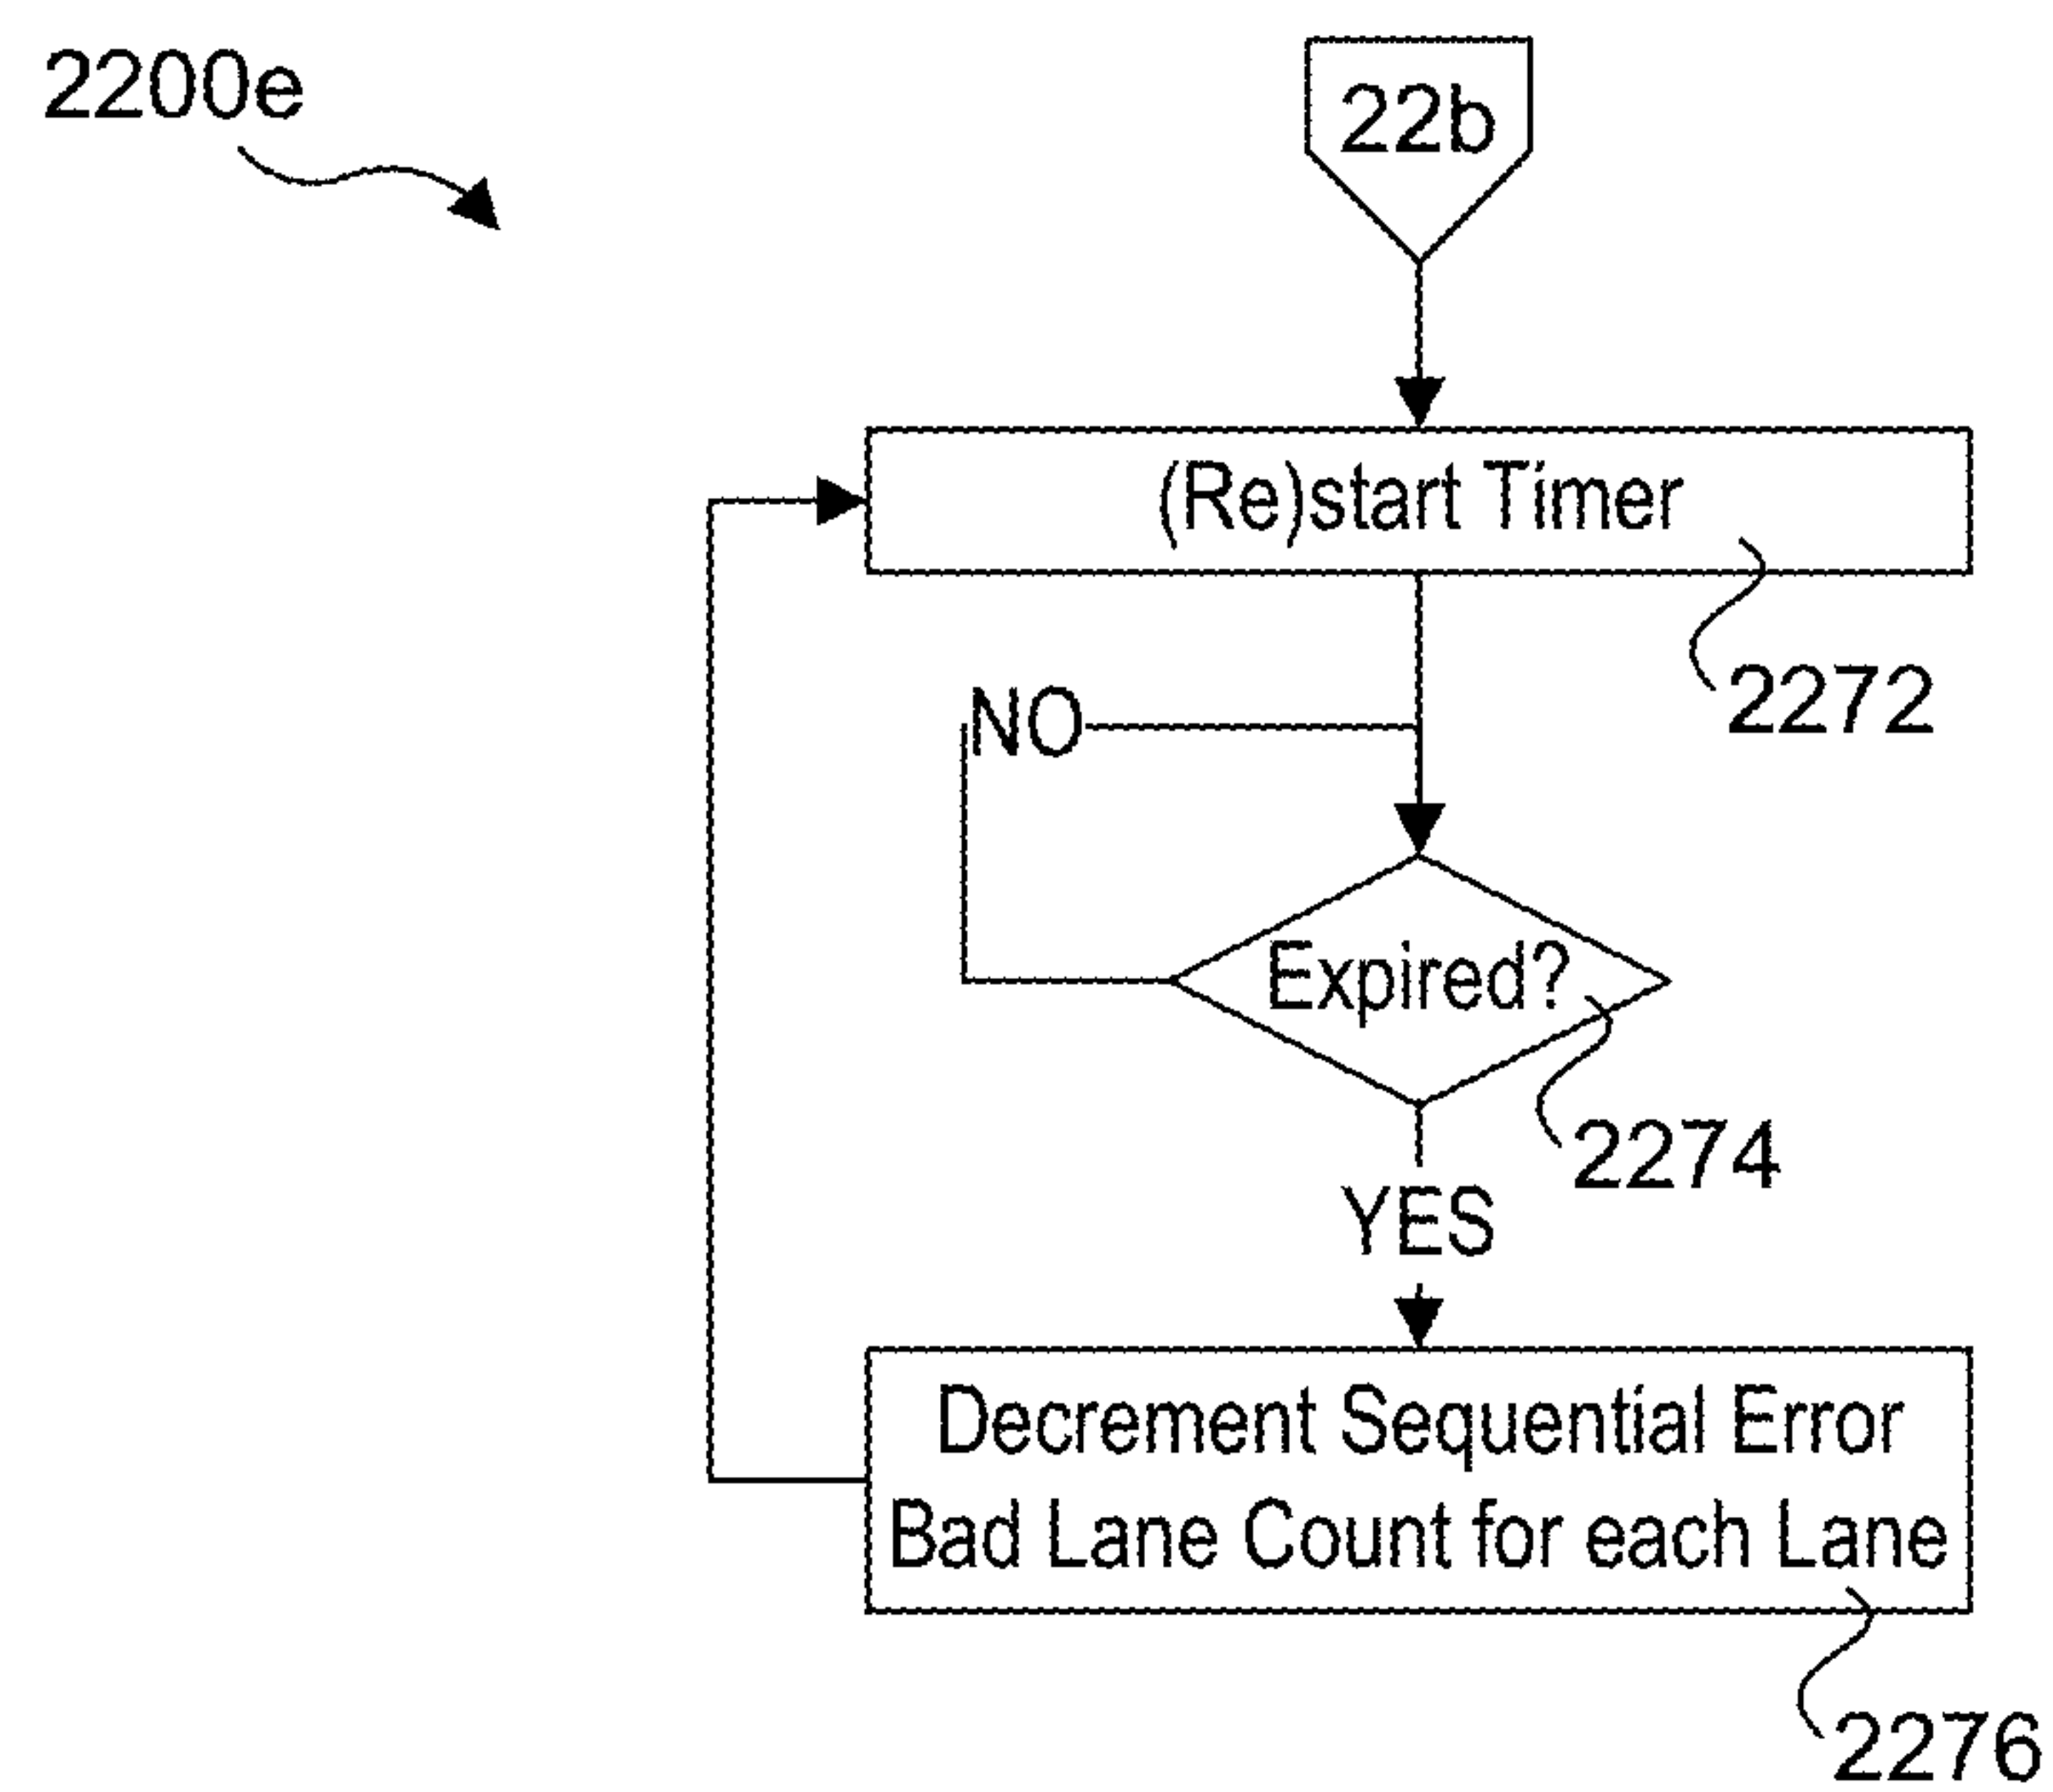 2200e
22b
(Re)start Timer
2272
NO
Expired?
2274
YES
Decrement Sequential Error
Bad Lane Count for each Lane
2276